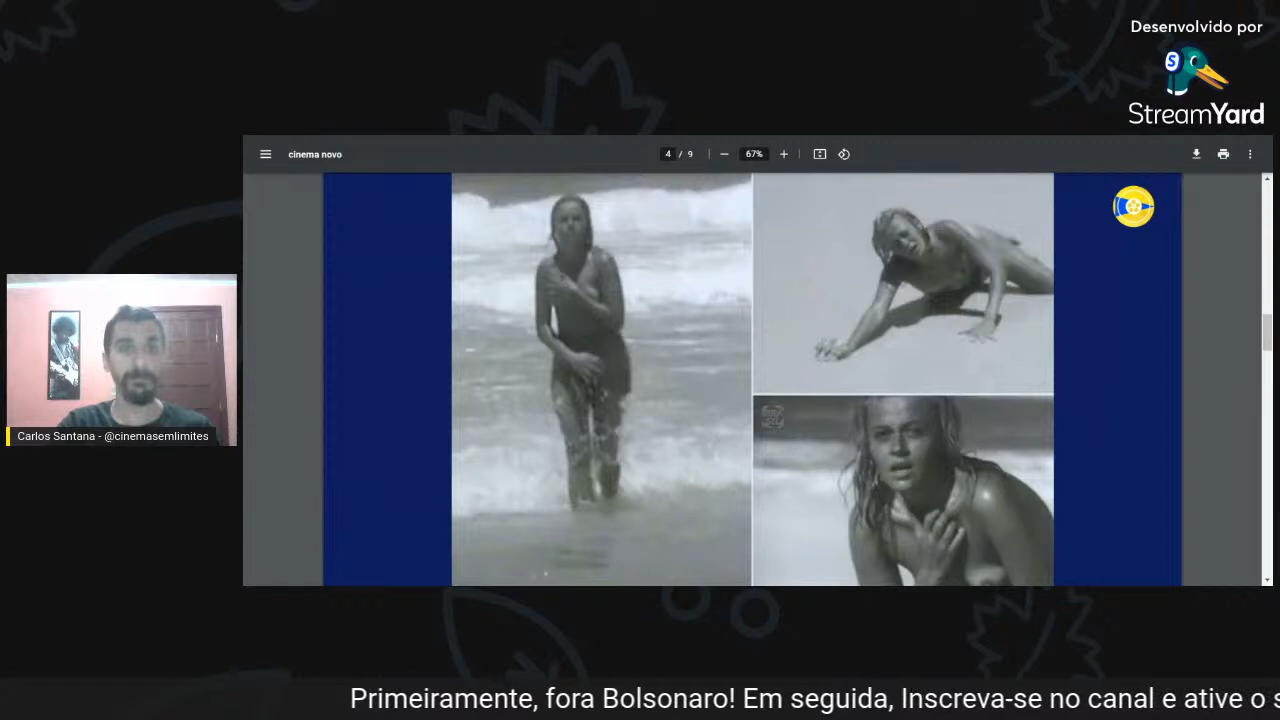 Desenvolvido por
StreamYard
cinema novo
4 / 9
67%
Carlos Santana - @cinemasemlimites
Primeiramente, fora Bolsonaro! Em seguida, Inscreva-se no canal e ative o s